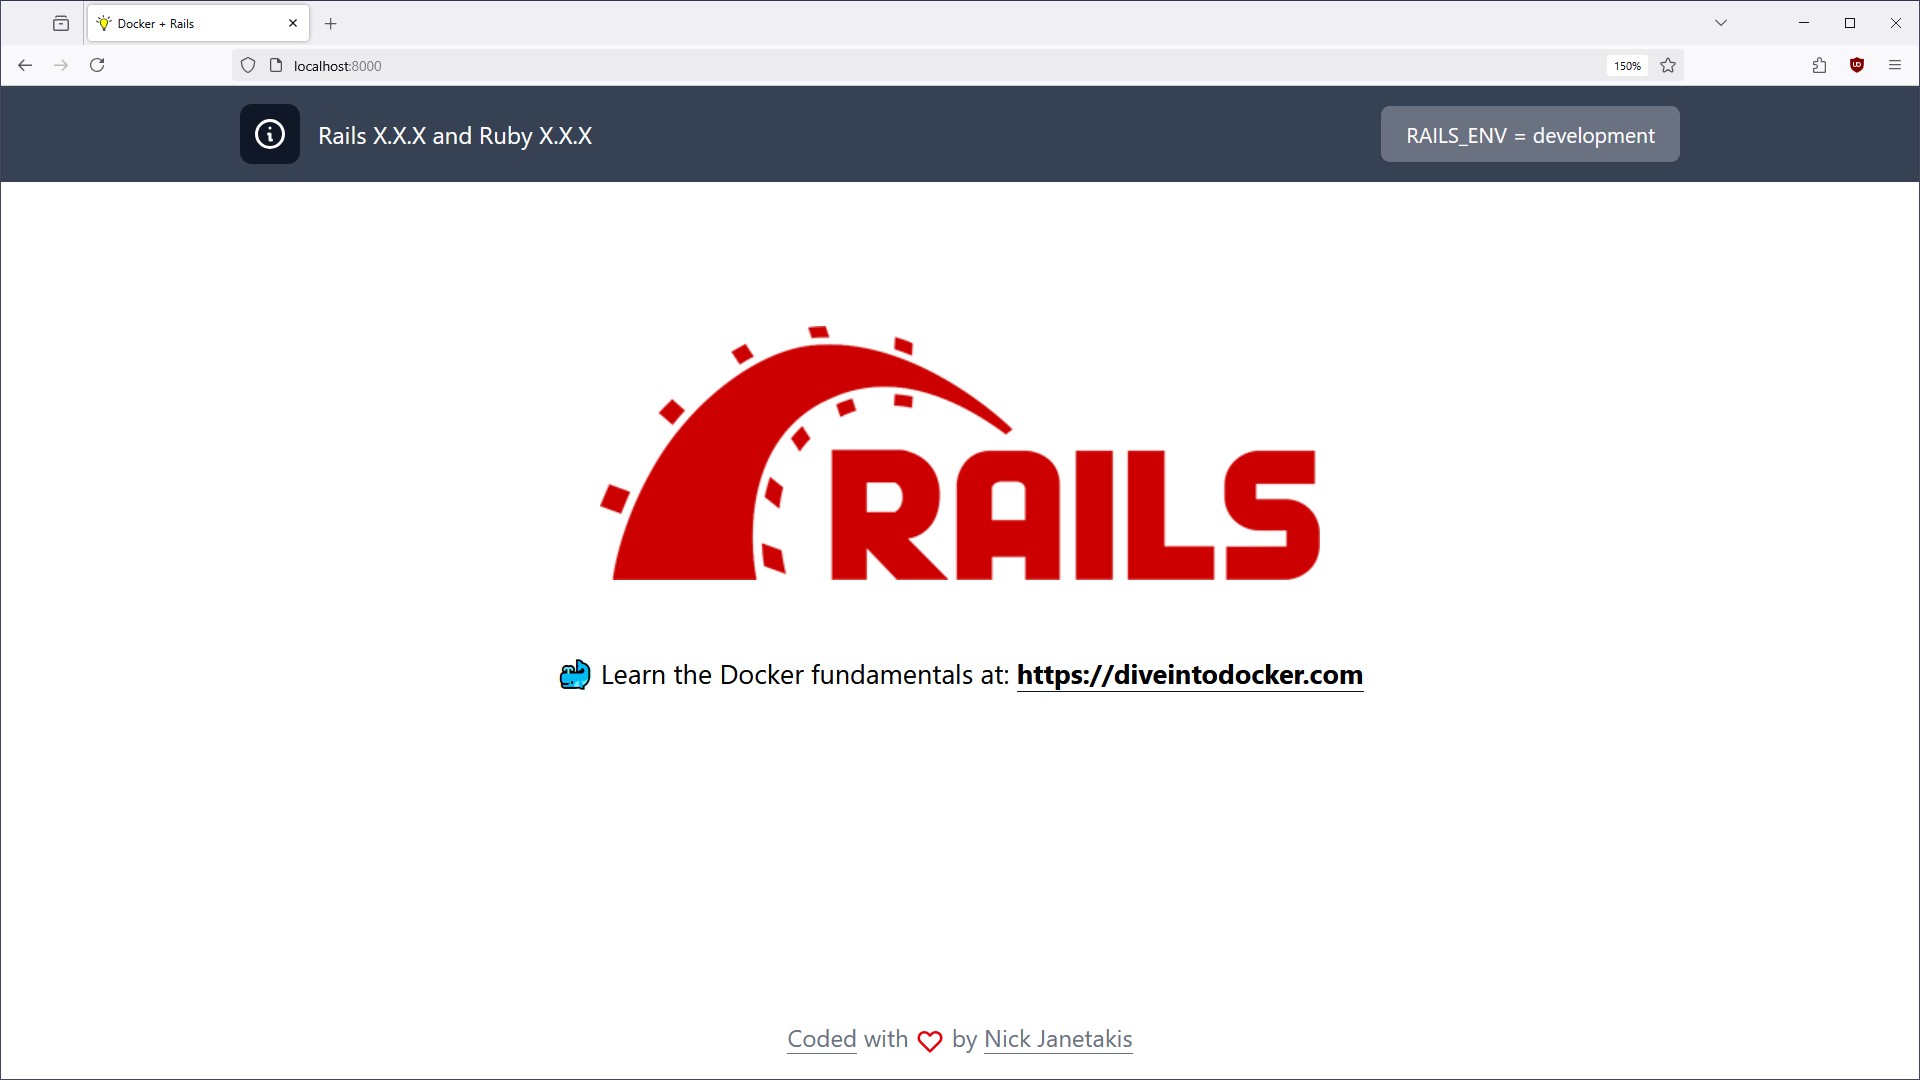 Docker + Rails
localhost:8000
150%
Rails X.X.X and Ruby X.X.X
RAILS_ENV = development
RAILS
Learn the Docker fundamentals at: https://diveintodocker.com
Coded with by Nick Janetakis